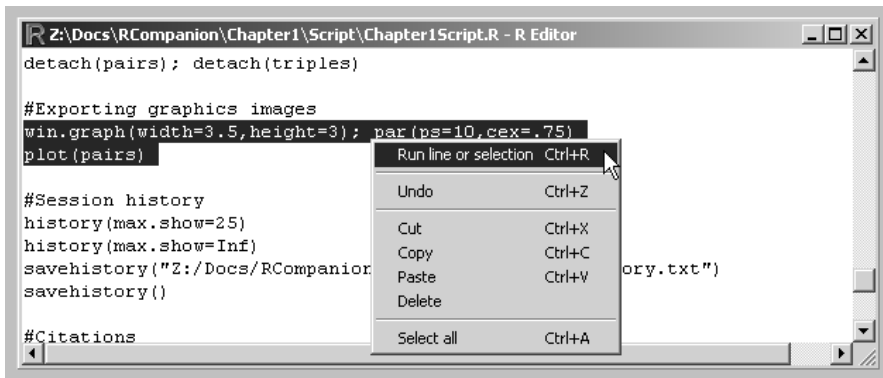 Z:\Docs\RCompanion\Chapter1\Script\Chapter1Script.R - R Editor
detach(pairs); detach(triples)
#Exporting graphics images
win.graph(width=3.5,height=3); par(ps=10,cex=.75)
plot(pairs)
#Session history
history(max.show=25)
history(max.show=Inf)
savehistory("Z:/Docs/RCompanion ory.txt")
savehistory()
#Citations
Run line or selection Ctrl+R
Undo Ctrl+Z
Cut Ctrl+X
Copy Ctrl+C
Paste Ctrl+V
Delete
Select all Ctrl+A